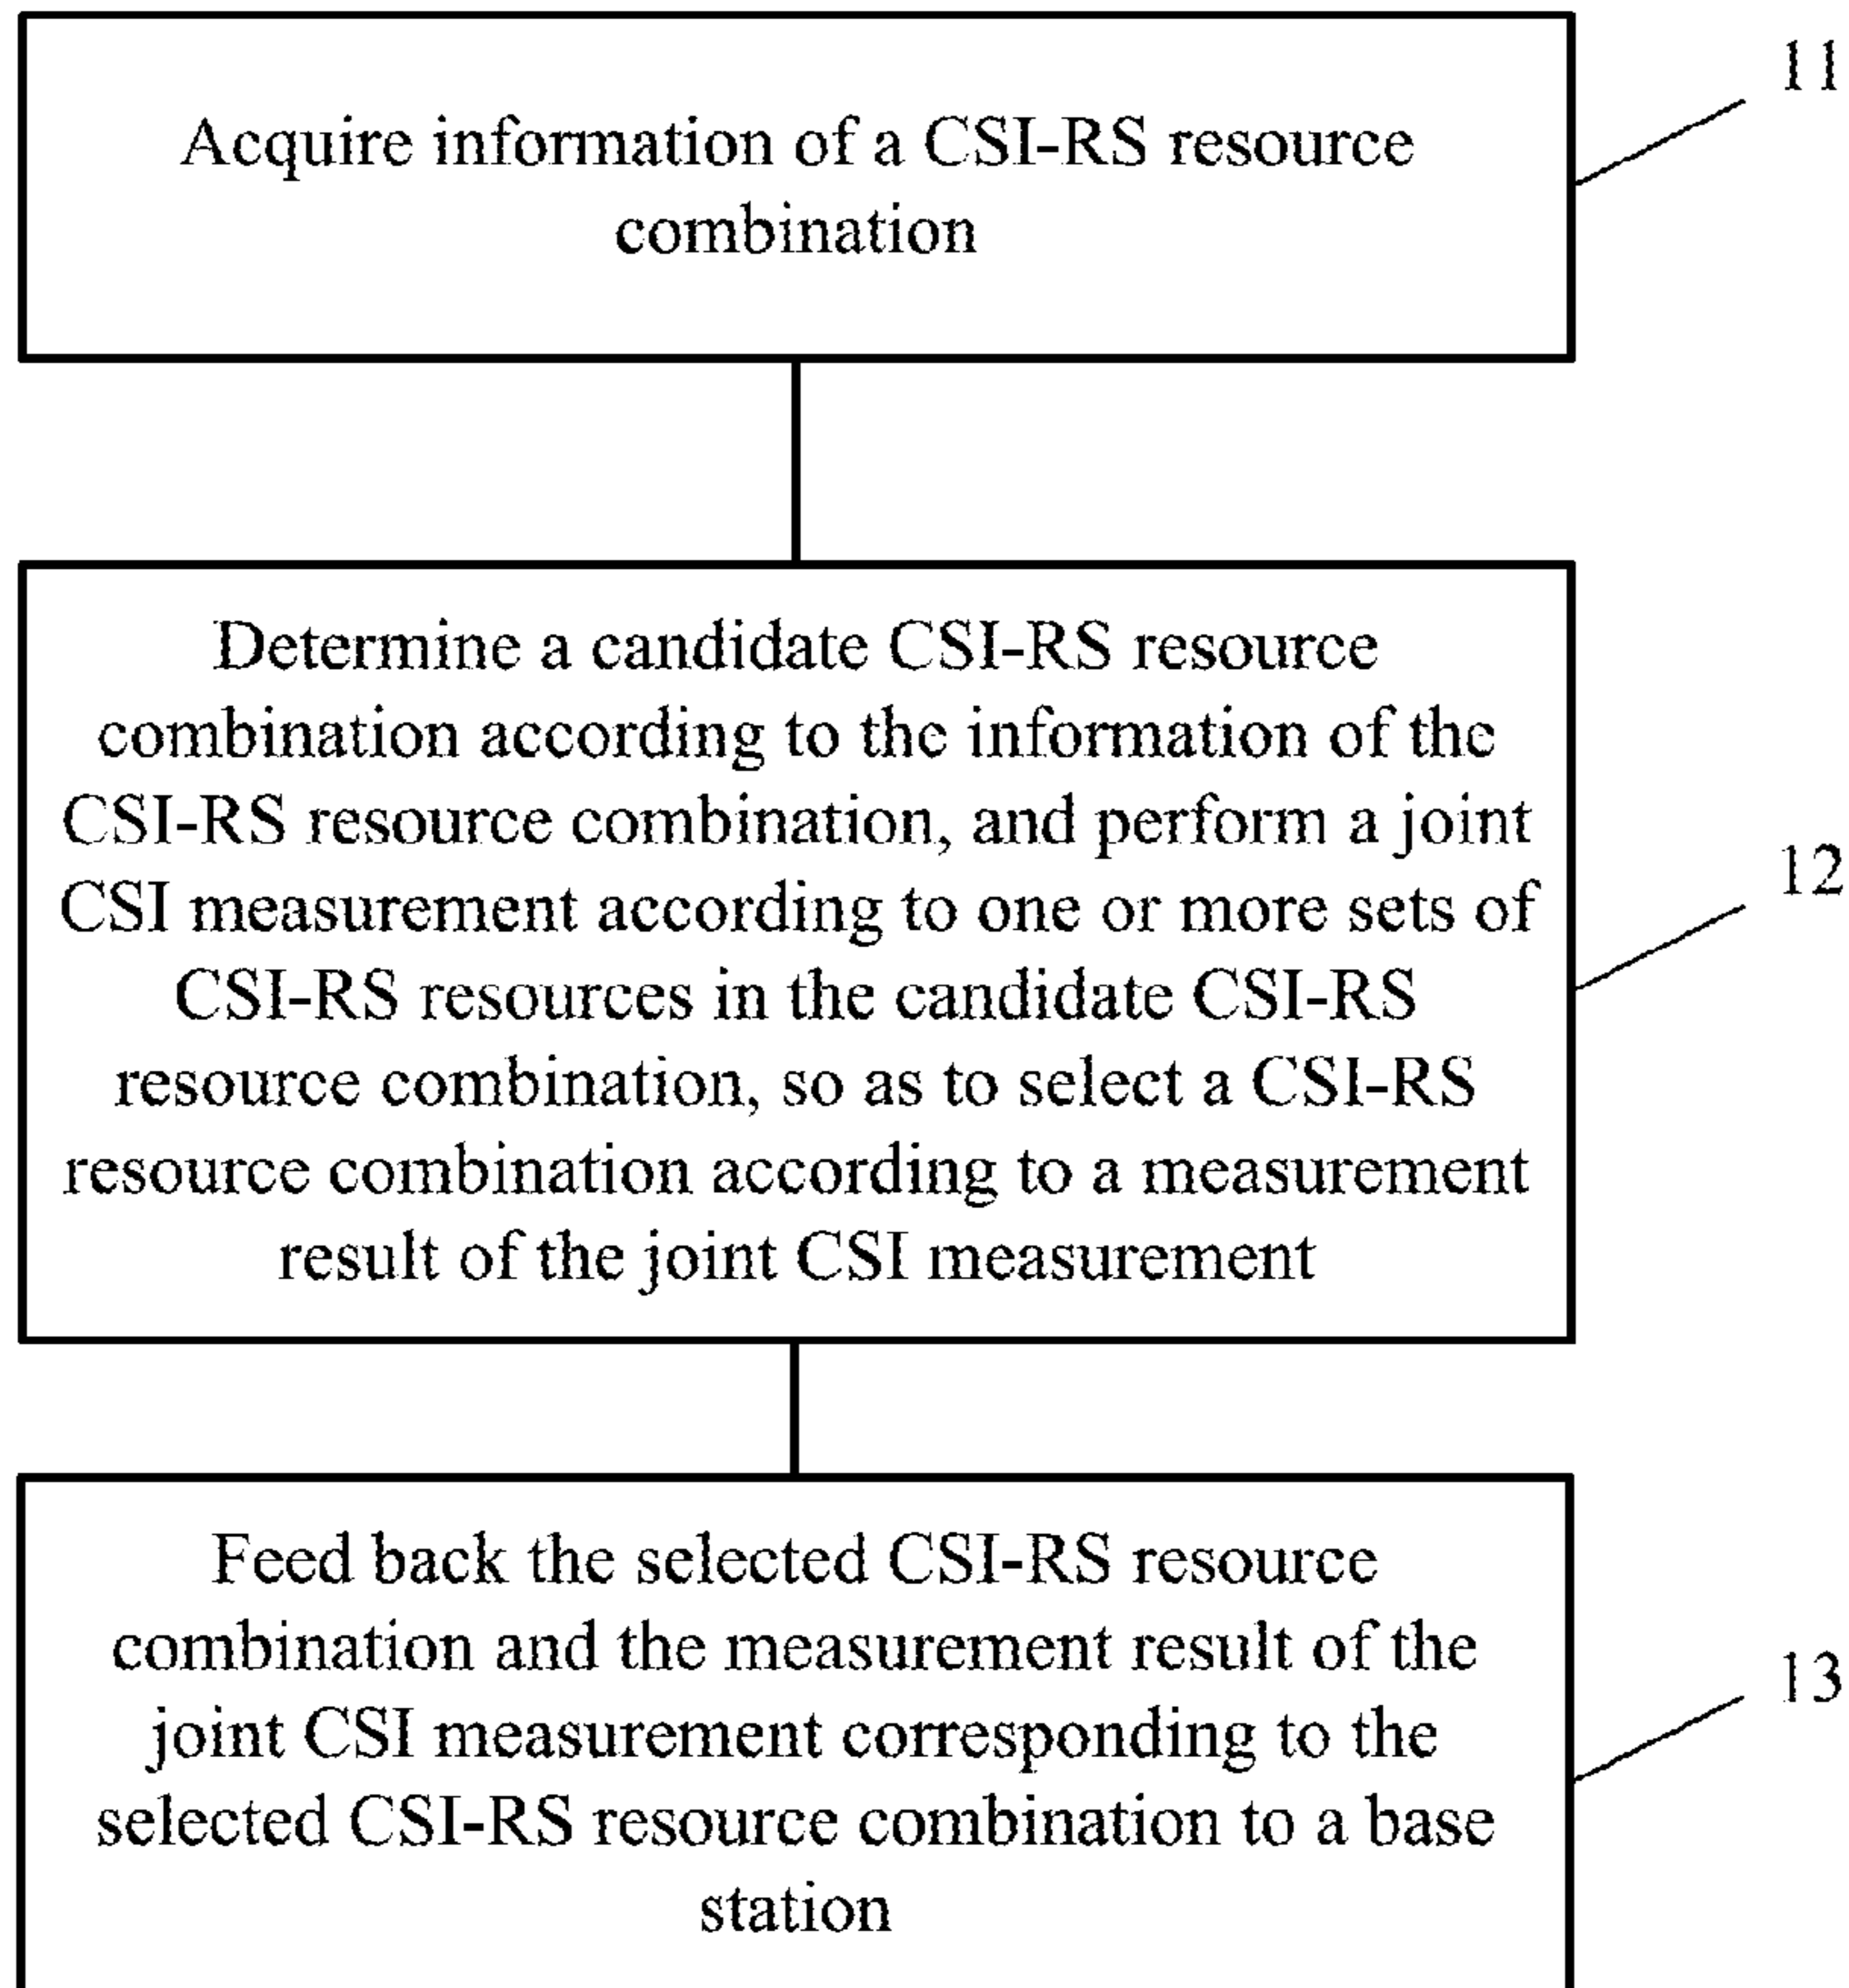 Acquire information of a CSI-RS resource
combination
11
Determine a candidate CSI-RS resource
combination according to the information of the
CSI-RS resource combination, and perform a joint
CSI measurement according to one or more sets of
CSI-RS resources in the candidate CSI-RS
resource combination, so as to select a CSI-RS
resource combination according to a measurement
result of the joint CSI measurement
12
Feed back the selected CSI-RS resource
combination and the measurement result of the
joint CSI measurement corresponding to the
selected CSI-RS resource combination to a base
station
13